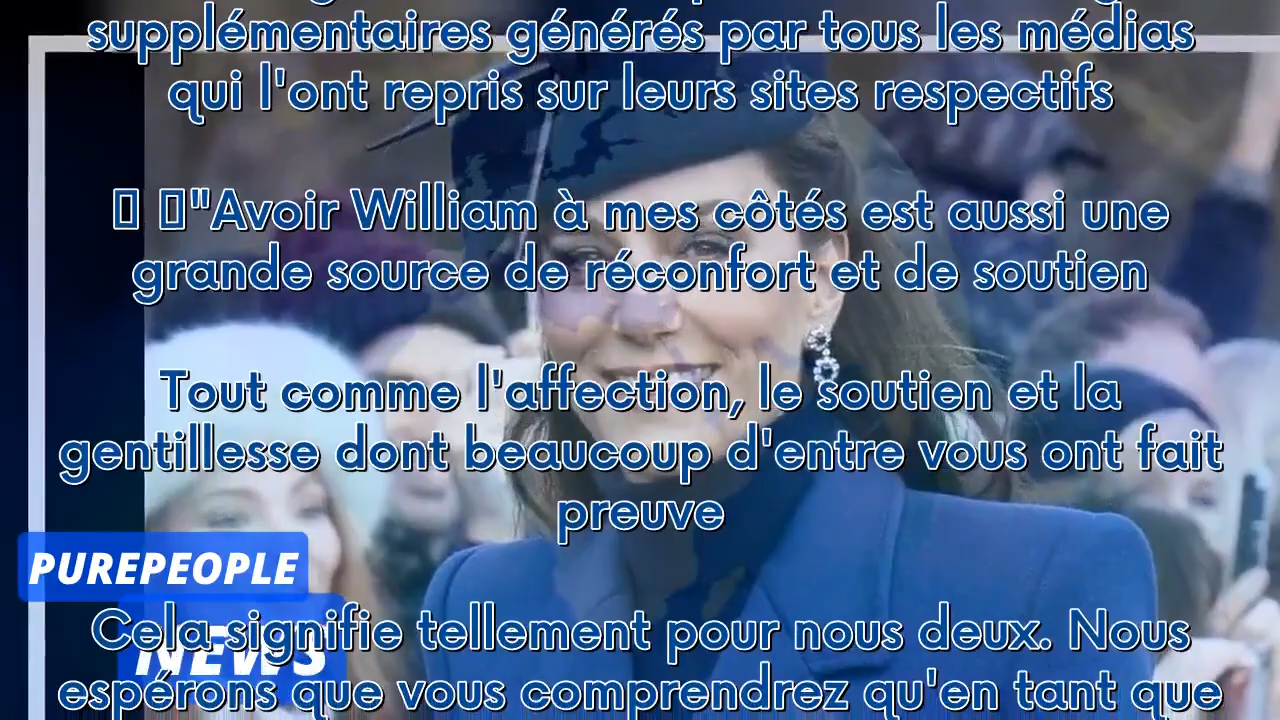 supplémentaires générés par tous les médias
qui l'ont repris sur leurs sites respectifs
"Avoir William à mes côtés est aussi une
grande source de réconfort et de soutien
Tout comme l'affection, le soutien et la
gentillesse dont beaucoup d'entre vous ont fait
preuve
PUREPEOPLE
Cela signifie tellement pour nous deux. Nous
NEWS
espérons que vous comprendrez qu'en tant que